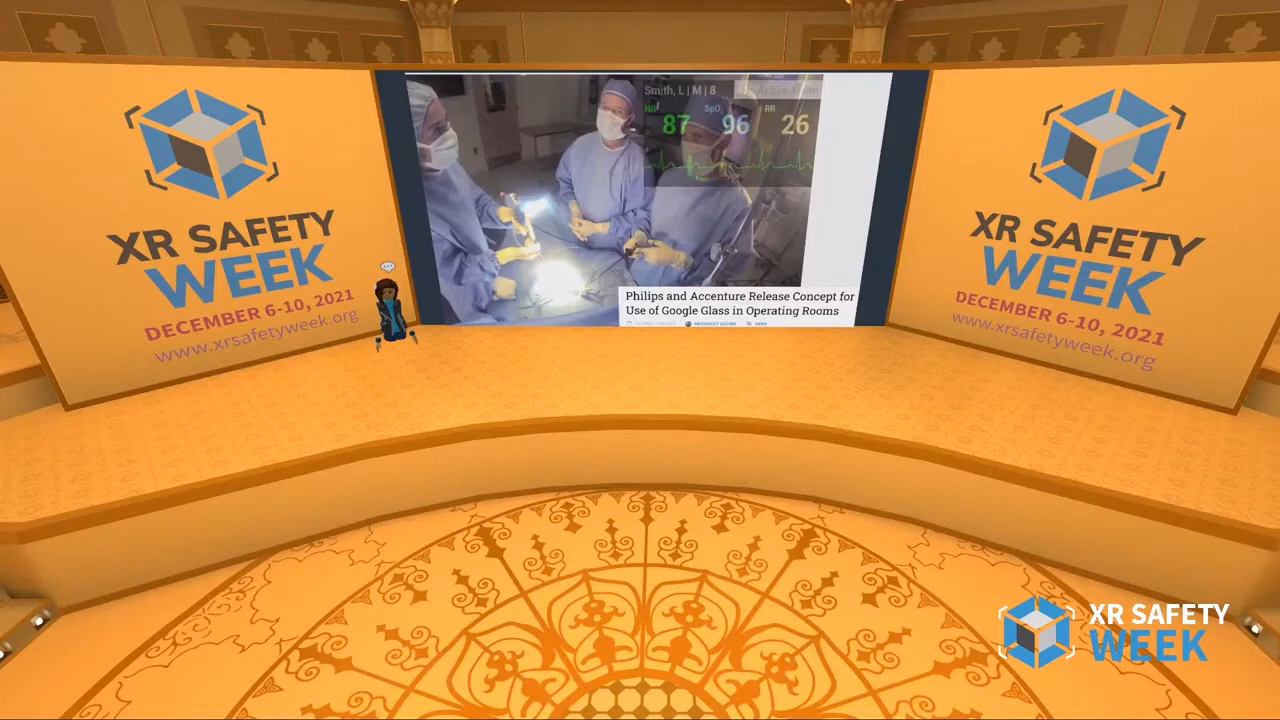 XR SAFETY
WEEK
DECEMBER 6-10, 2021
www.xrsafetyweek.org
Smith, L | M | 8
HR
SpO₂
RR
87
96
26
Philips and Accenture Release Concept for
Use of Google Glass in Operating Rooms
XR SAFETY
WEEK
DECEMBER 6-10, 2021
www.xrsafetyweek.org
XR SAFETY
WEEK